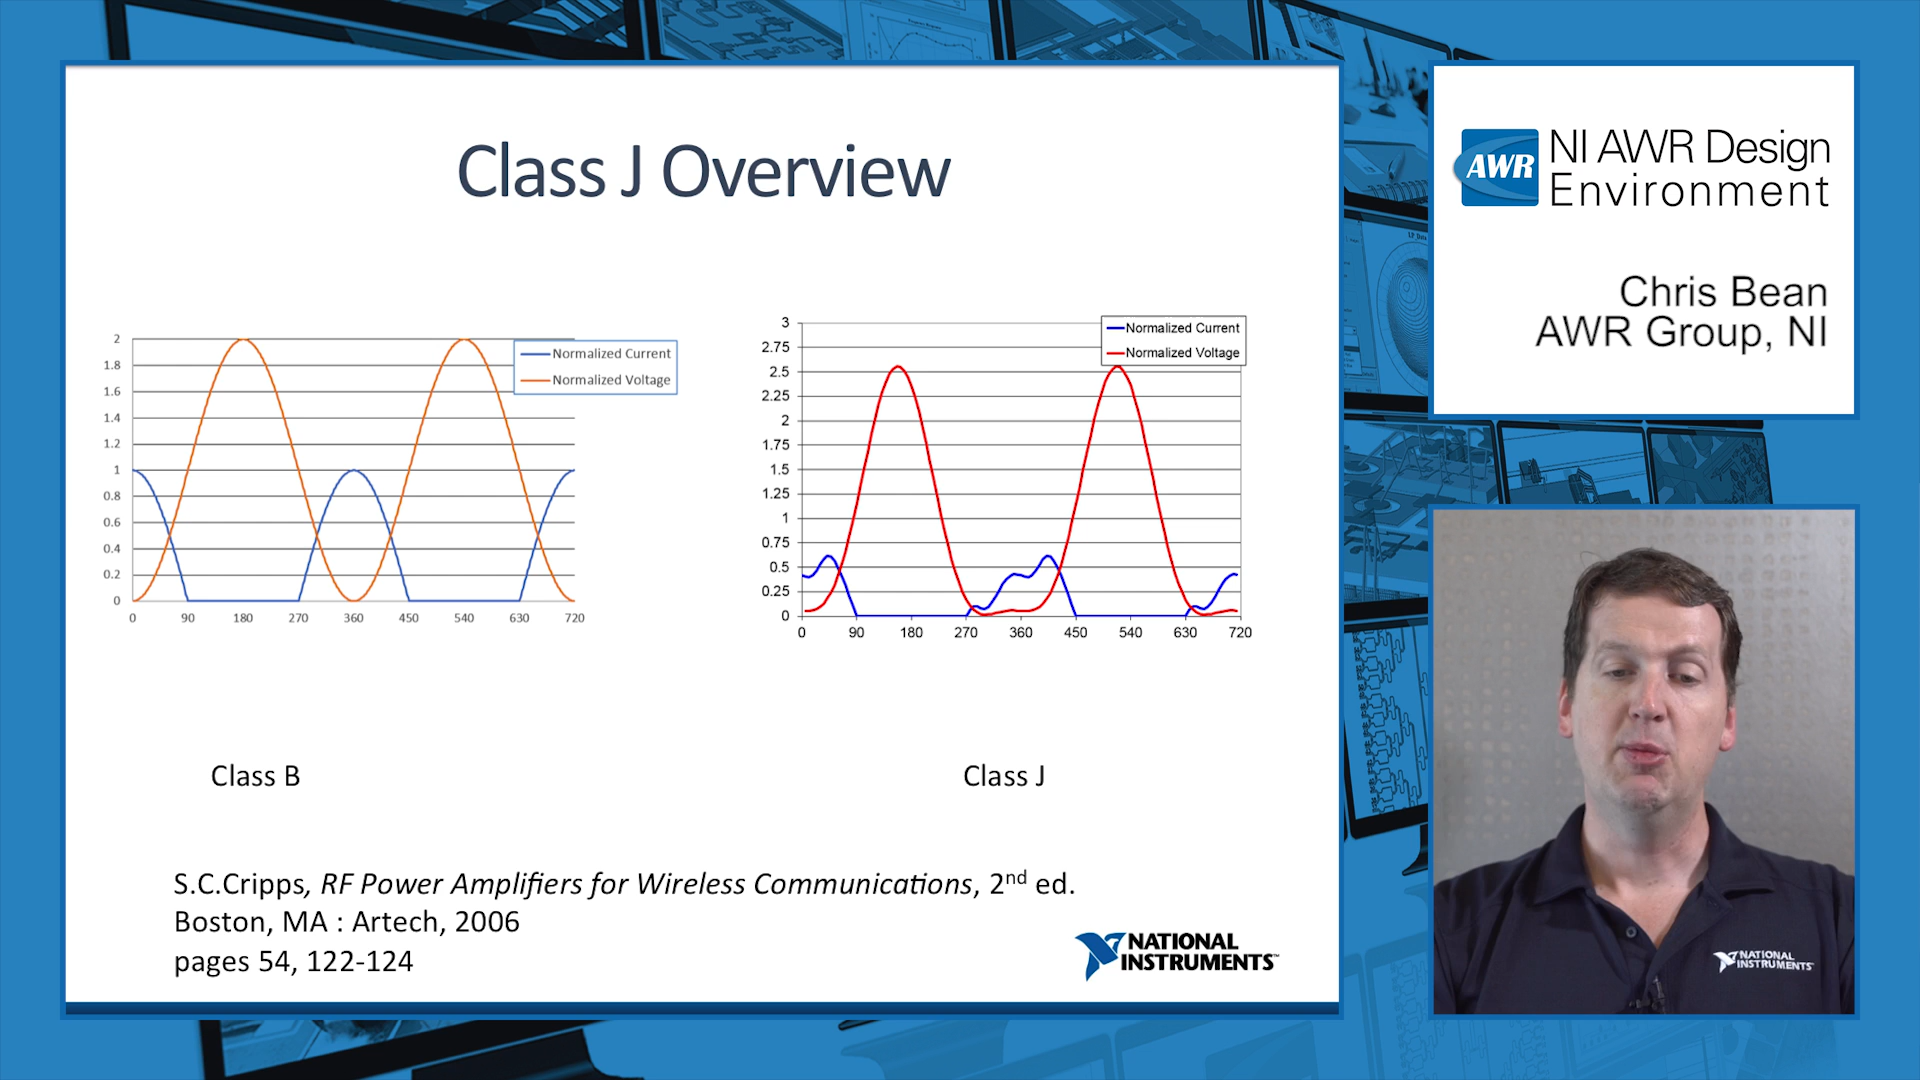 Class J Overview
2
1.8
1.6
1.4
1.2
1
0.8
0.6
0.4
0.2
0
0 90 180 270 360 450 540 630 720
Normalized Current
Normalized Voltage
3
2.75
2.5
2.25
2
1.75
1.5
1.25
1
0.75
0.5
0.25
0
0 90 180 270 360 450 540 630 720
Normalized Current
Normalized Voltage
Class B
Class J
S.C.Cripps, RF Power Amplifiers for Wireless Communications, 2nd ed.
Boston, MA : Artech, 2006
pages 54, 122-124
NATIONAL
INSTRUMENTS™
AWR
NI AWR Design
Environment
Chris Bean
AWR Group, NI
NATIONAL
INSTRUMENTS